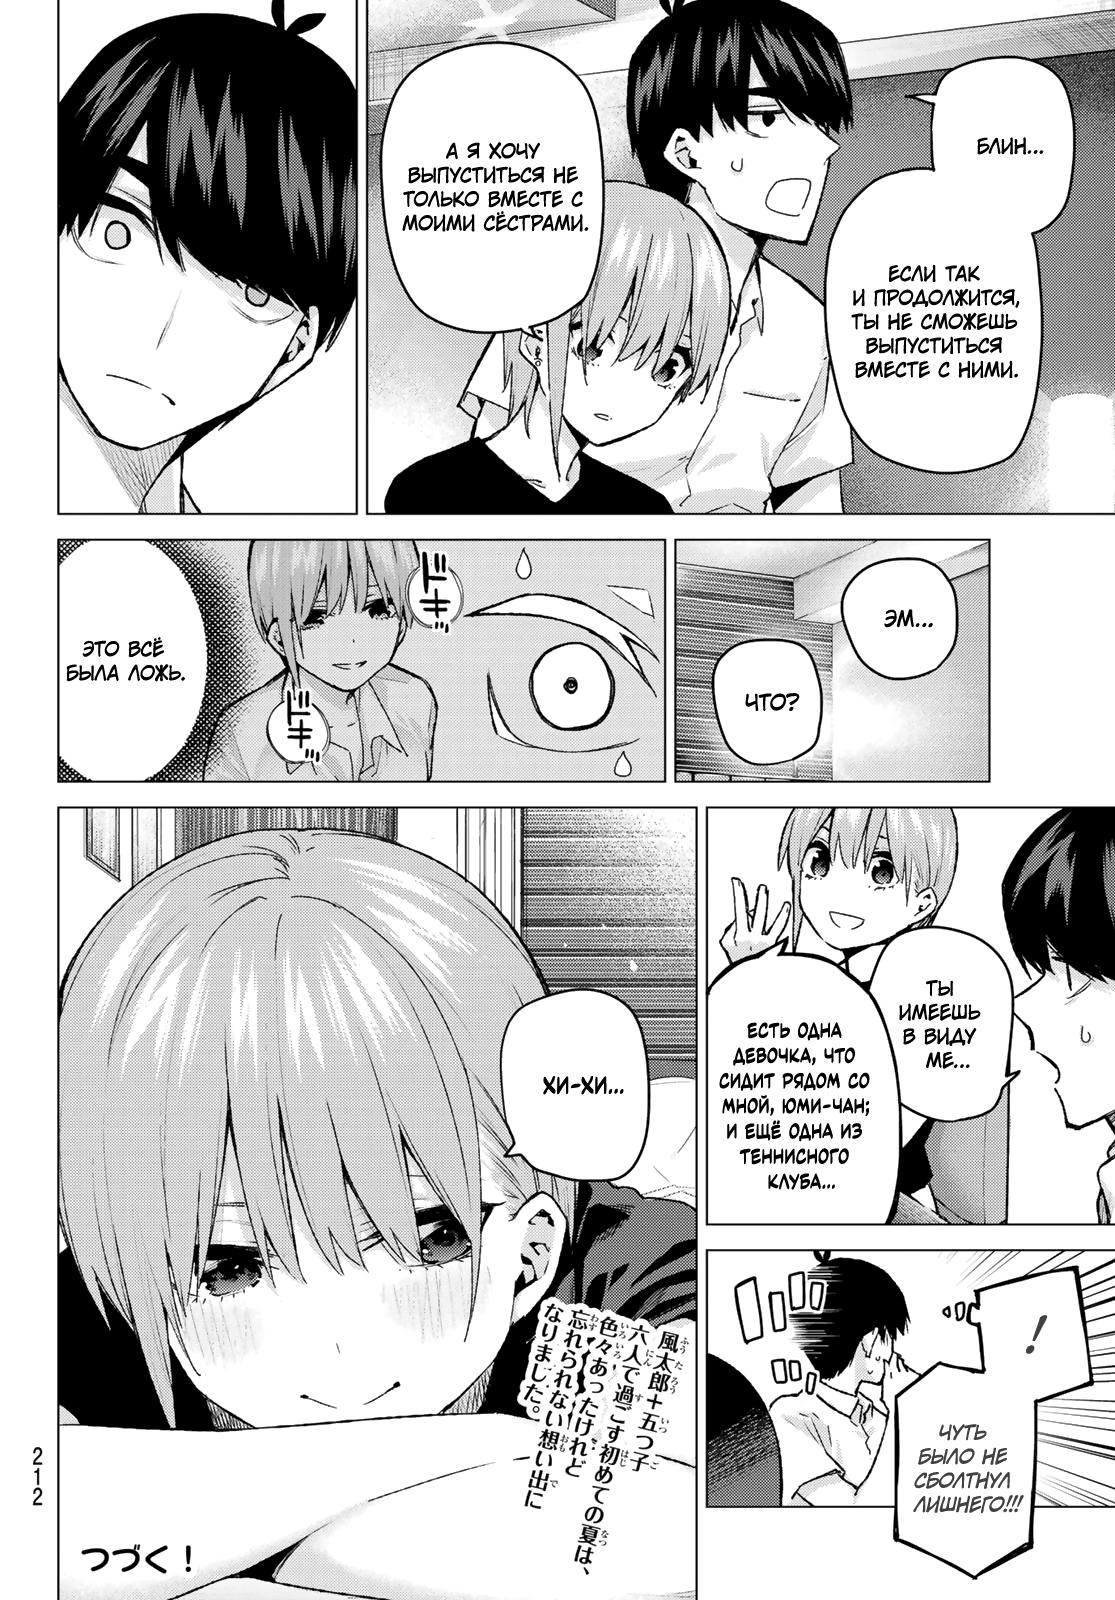 БЛИН...
ЕСЛИ ТАК
И ПРОДОЛЖИТСЯ,
ТЫ НЕ СМОЖЕШЬ
ВЫПУСТИТЬСЯ
ВМЕСТЕ С НИМИ.
А Я ХОЧУ
ВЫПУСТИТЬСЯ НЕ
ТОЛЬКО ВМЕСТЕ С
МОИМИ СЁСТРАМИ.
ЭМ...
ЧТО?
ドキ
ドキ
ЭТО ВСЁ
БЫЛА ЛОЖЬ.
ТЫ
ИМЕЕШЬ
В ВИДУ
МЕ...
ЕСТЬ ОДНА
ДЕВОЧКА, ЧТО
СИДИТ РЯДОМ СО
МНОЙ, ЮМИ-ЧАН;
И ЕЩЁ ОДНА ИЗ
ТЕННИСНОГО
КЛУБА...
!
ЧУТЬ
БЫЛО НЕ
СБОЛТНУЛ
ЛИШНЕГО!!!
ХИ-ХИ...
風太郎+五つ子
六人で過ごす初めての夏は、
色々あったけれど
忘れられない想い出に
なりました。
つづく！
212